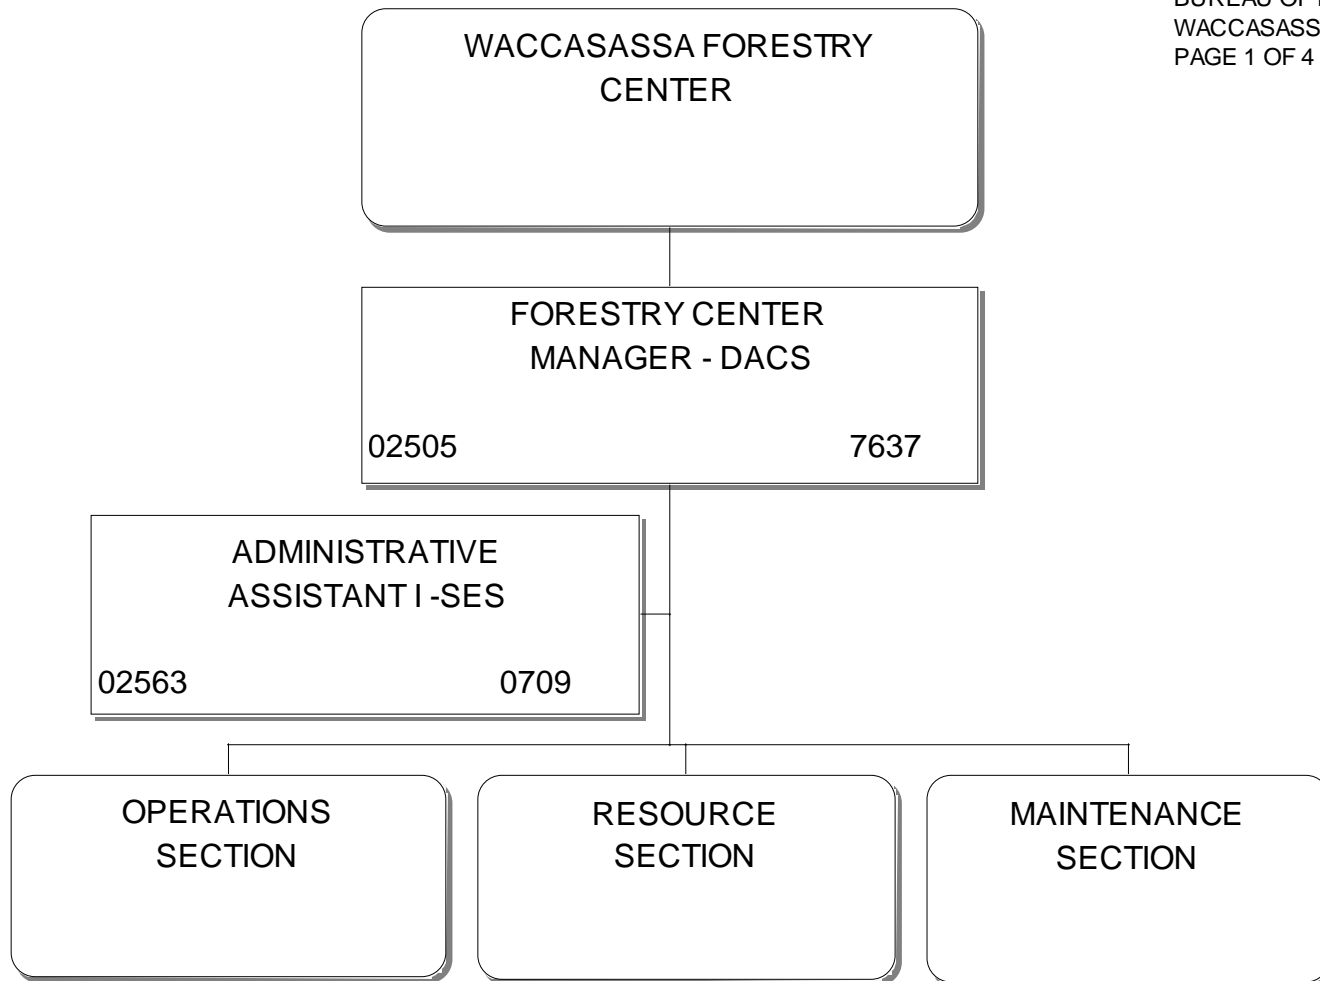 BUREAU OF
WACCASASS
PAGE 1 OF 4
WACCASASSA FORESTRY
CENTER
FORESTRY CENTER
MANAGER - DACS
02505 7637
ADMINISTRATIVE
ASSISTANT I -SES
02563 0709
OPERATIONS
SECTION
RESOURCE
SECTION
MAINTENANCE
SECTION